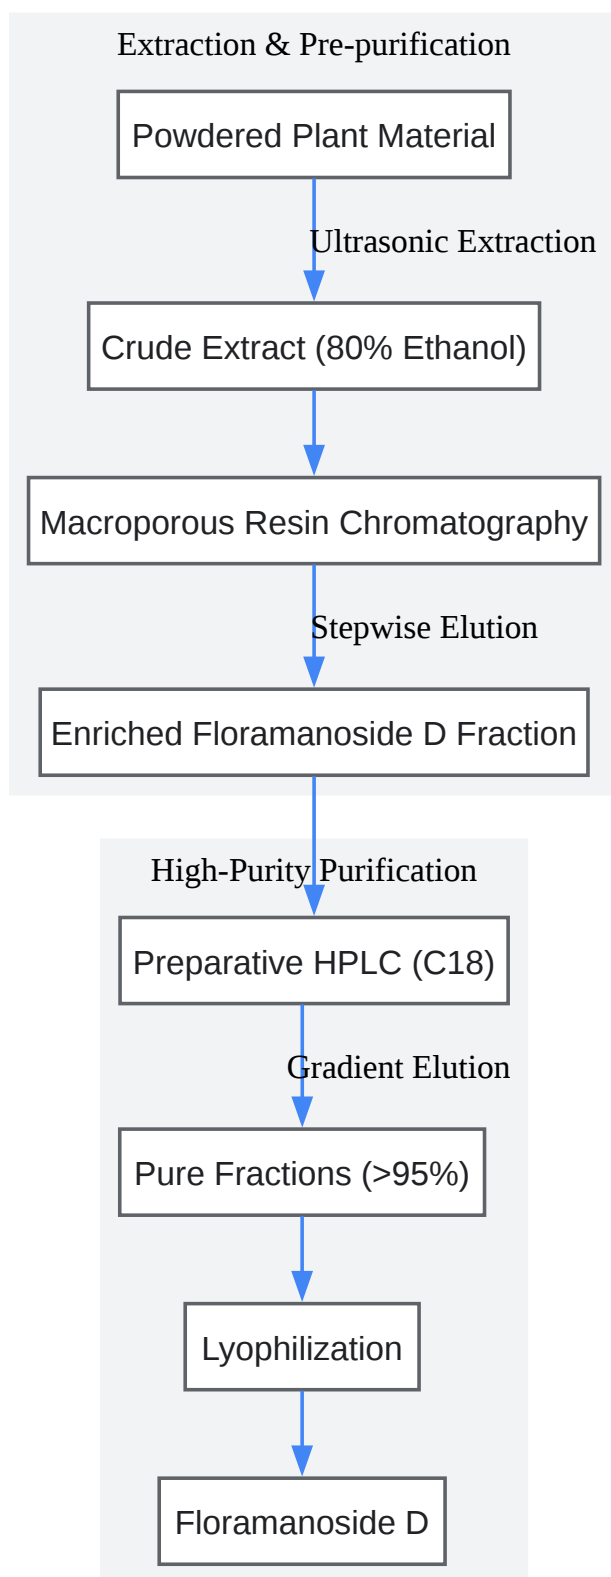 Extraction & Pre-purification
Powdered Plant Material
Ultrasonic Extraction
Crude Extract (80% Ethanol)
Macroporous Resin Chromatography
Stepwise Elution
Enriched Floramanoside D Fraction
High-Purity Purification
Preparative HPLC (C18)
Gradient Elution
Pure Fractions (>95%)
Lyophilization
Floramanoside D